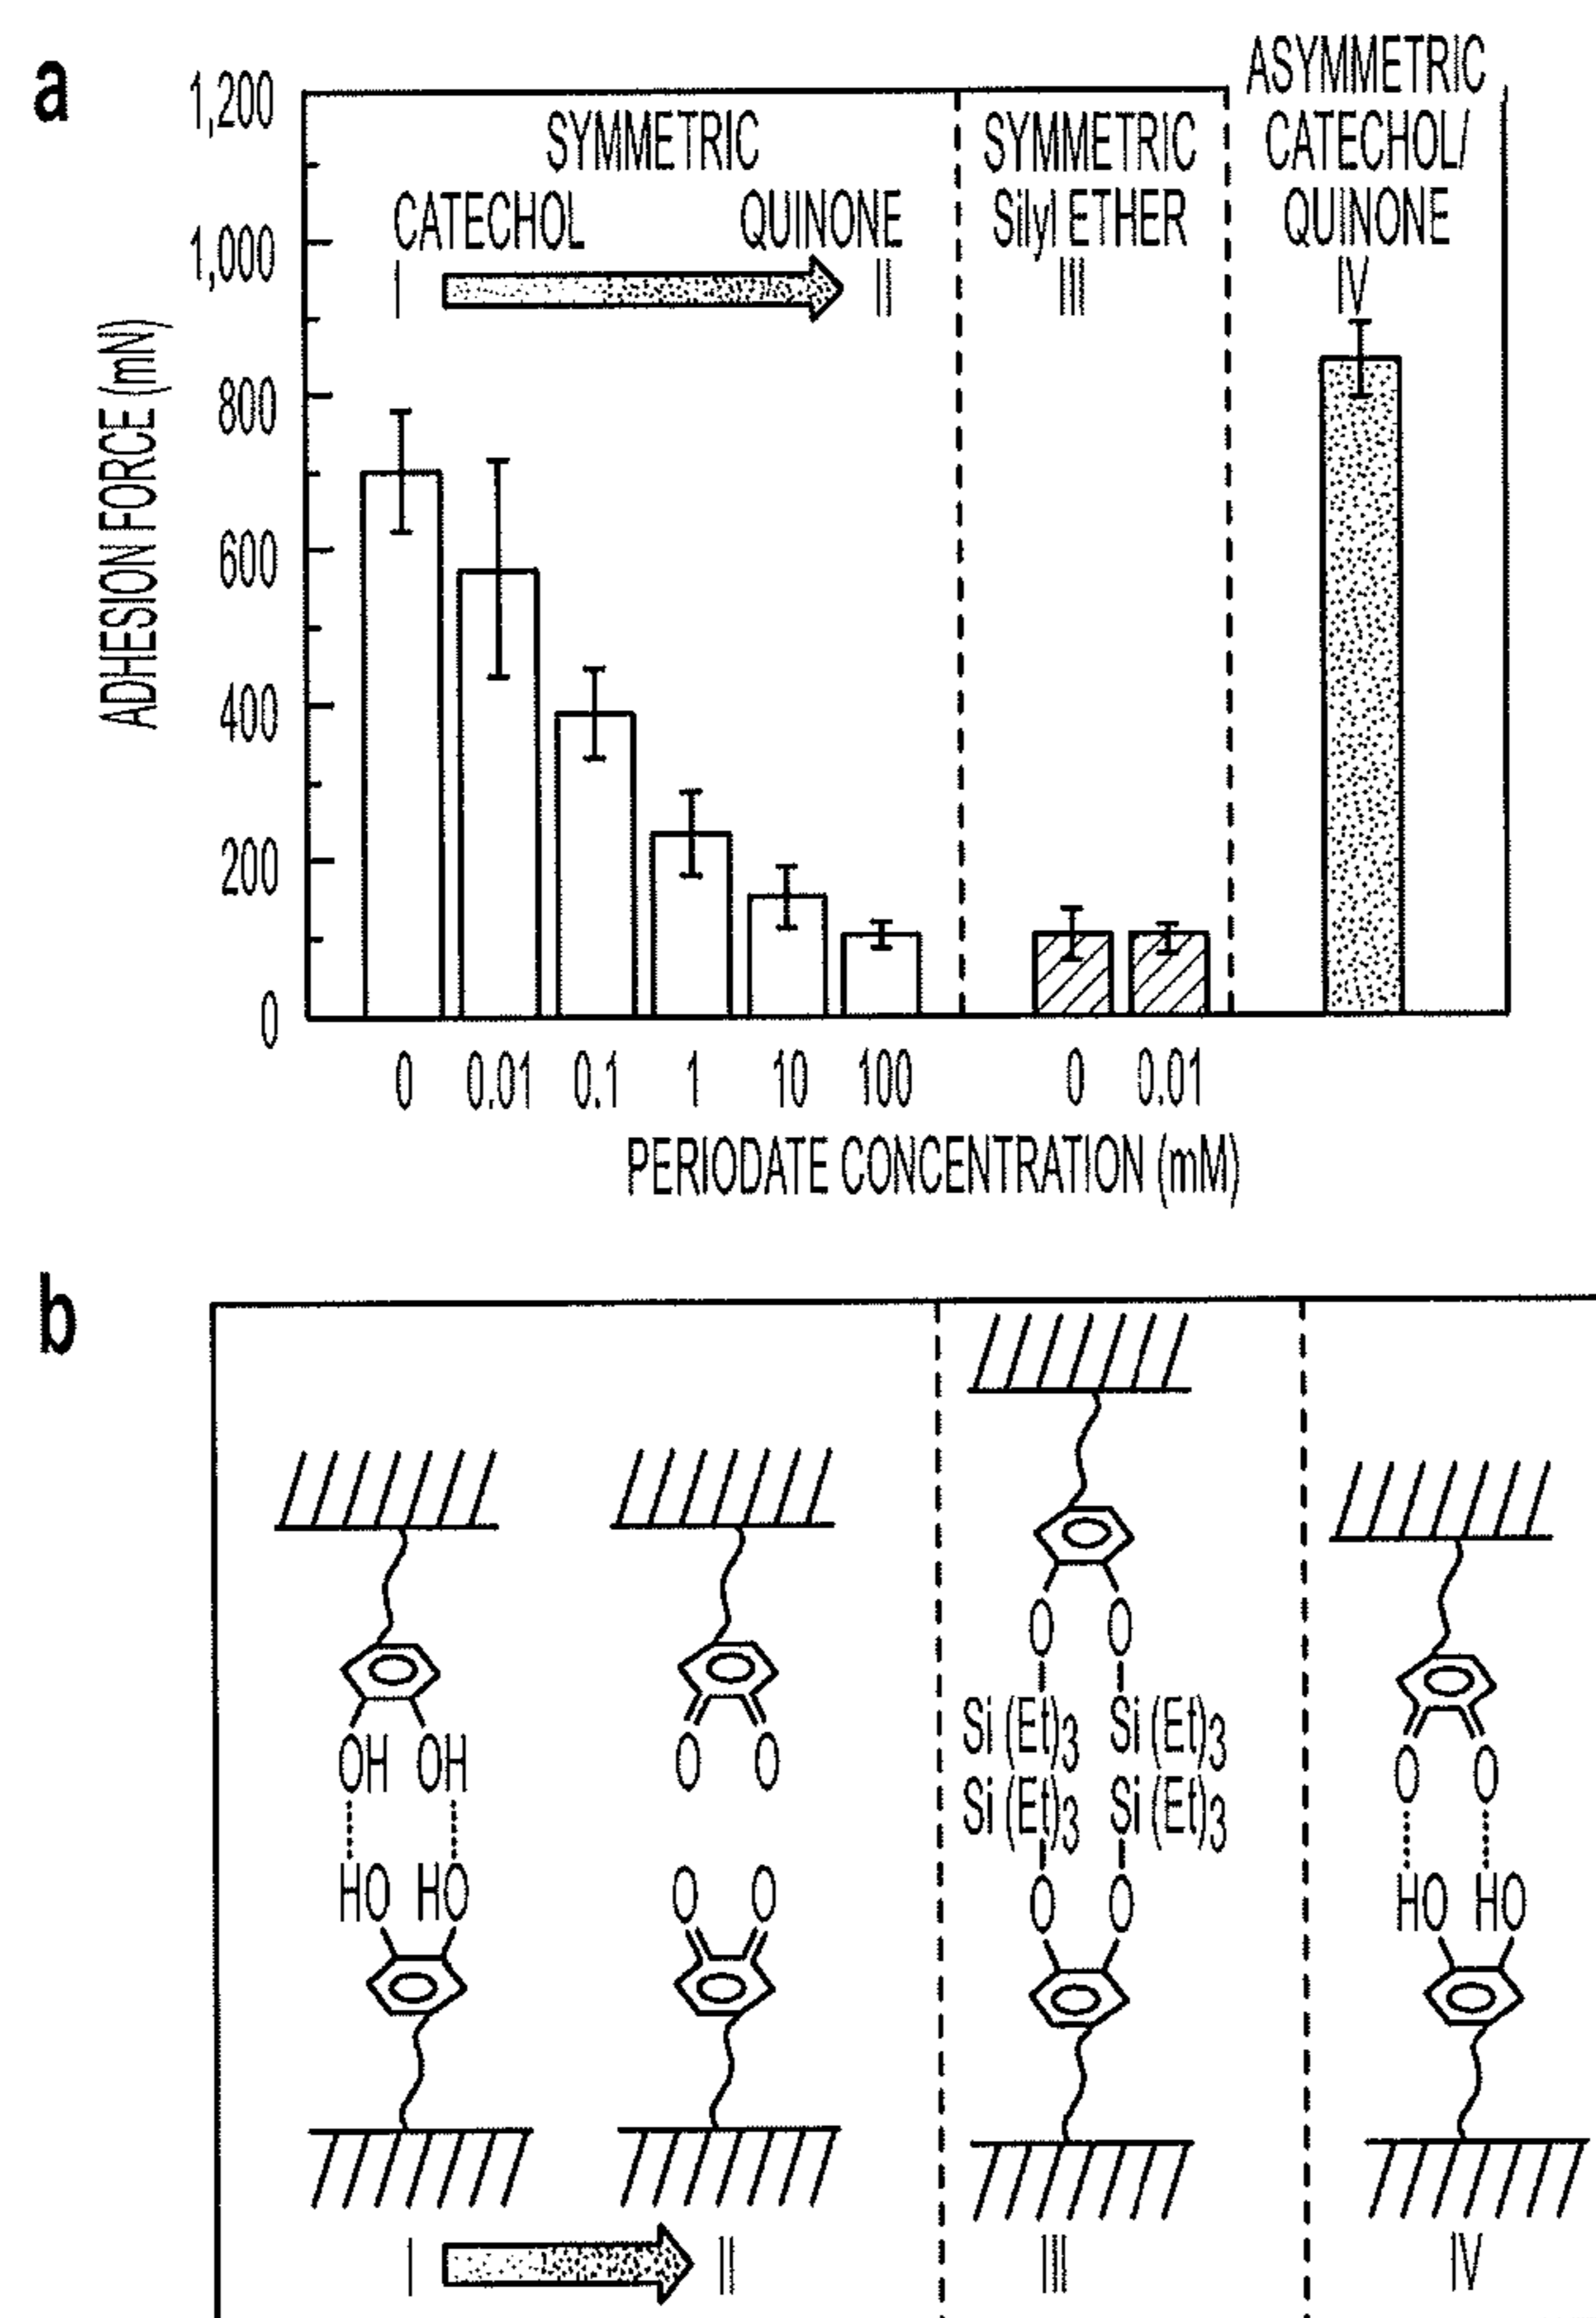 a
ADHESION FORCE (mN)
1,200
1,000
800
600
400
200
0
SYMMETRIC
CATECHOL QUINONE
I II
SYMMETRIC
Silyl ETHER
III
ASYMMETRIC
CATECHOL/
QUINONE
IV
0 0.01 0.1 1 10 100 0 0.01
PERIODATE CONCENTRATION (mM)
b
OH OH
HO HO
O O
O O
O O
Si (Et)3 Si (Et)3
Si (Et)3 Si (Et)3
O O
O O
HO HO
I II III IV